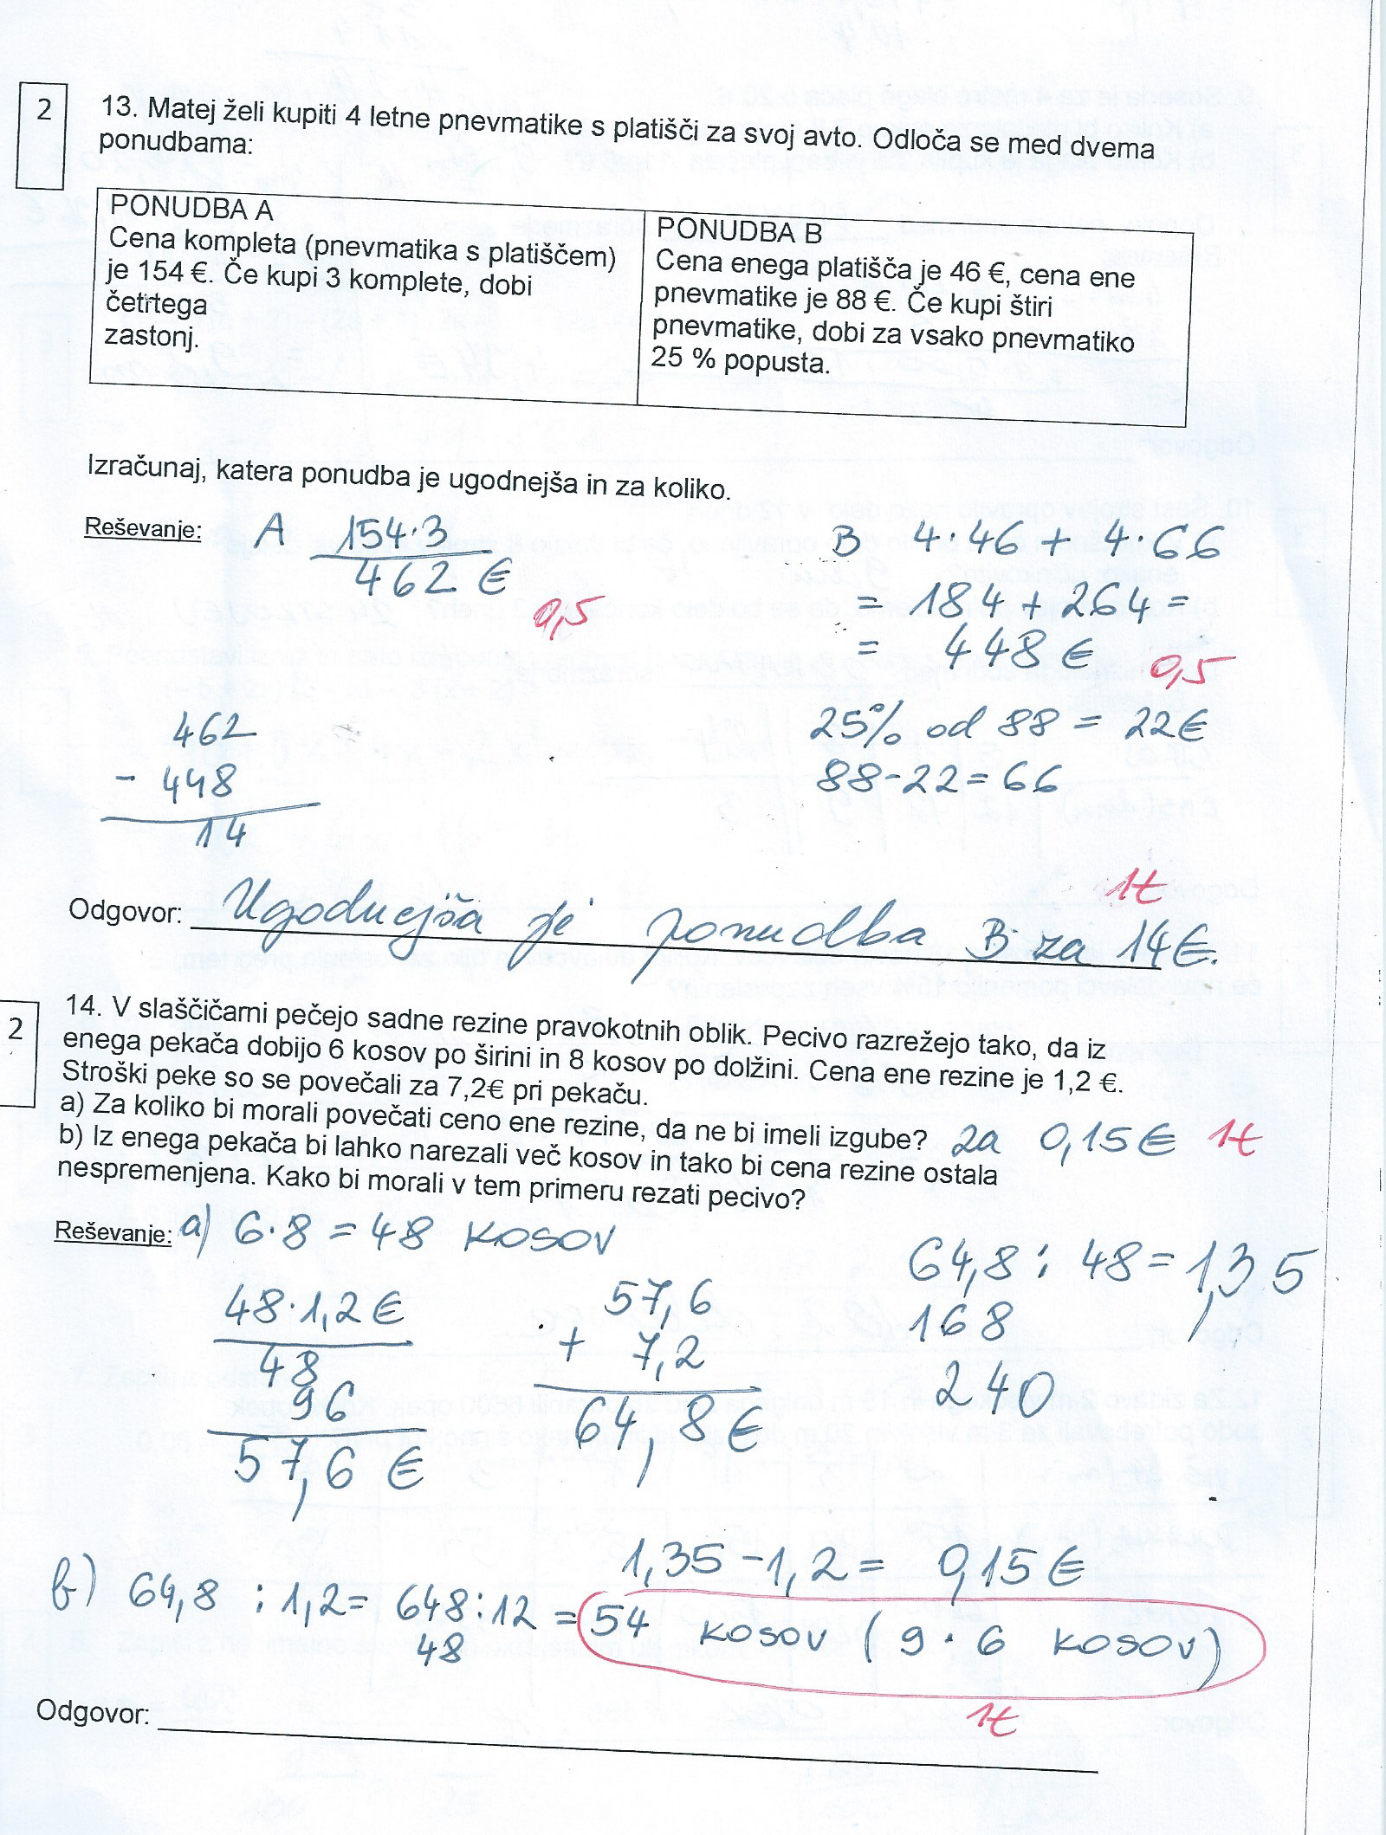 2
13. Matej želi kupiti 4 letne pnevmatike s platišči za svoj avto. Odloča se med dvema
ponudbama:
PONUDBA A
Cena kompleta (pnevmatika s platiščem)
je 154 €. Če kupi 3 komplete, dobi
četrtega
zastonj.
PONUDBA B
Cena enega platišča je 46 €, cena ene
pnevmatike je 88 €. Če kupi štiri
pnevmatike, dobi za vsako pnevmatiko
25 % popusta.
Izračunaj, katera ponudba je ugodnejša in za koliko.
Reševanje: A 154·3
462 €
0,5
B 4·46 + 4·66
= 184 + 264 =
= 448 € 0,5
25% od 88 = 22€
88-22=66
462
- 448
14
1t
Odgovor: Ugodnejša je ponudba B za 14€.
2
14. V slaščičarni pečejo sadne rezine pravokotnih oblik. Pecivo razrežejo tako, da iz
enega pekača dobijo 6 kosov po širini in 8 kosov po dolžini. Cena ene rezine je 1,2 €.
Stroški peke so se povečali za 7,2€ pri pekaču.
a) Za koliko bi morali povečati ceno ene rezine, da ne bi imeli izgube? za 0,15€ 1t
b) Iz enega pekača bi lahko narezali več kosov in tako bi cena rezine ostala
nespremenjena. Kako bi morali v tem primeru rezati pecivo?
Reševanje: a) 6·8 = 48 KOSOV
48·1,2€
48
96
57,6 €
57,6
+ 7,2
64,8€
64,8 : 48 = 1,35
168
240
1,35 - 1,2 = 0,15€
b) 64,8 : 1,2 = 648:12 = 54 KOSOV (9·6 KOSOV)
48
1t
Odgovor: